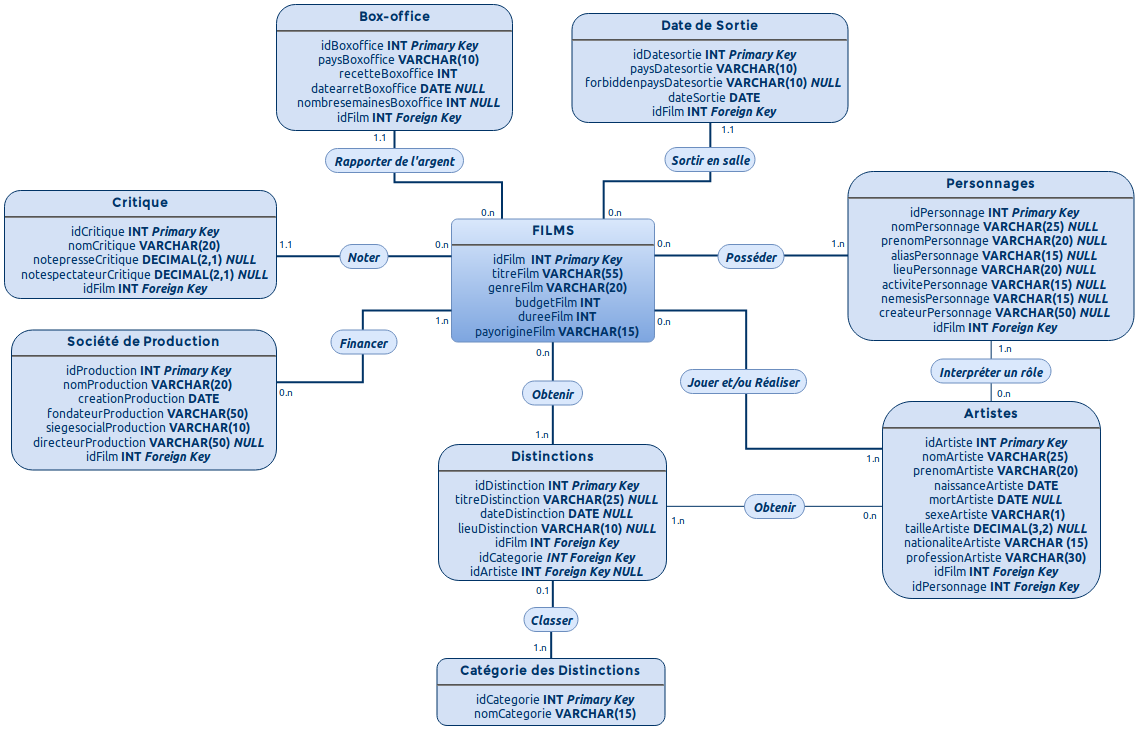 Box-office
idBoxoffice INT Primary Key
paysBoxoffice VARCHAR(10)
recetteBoxoffice INT
datearretBoxoffice DATE NULL
nombresemainesBoxoffice INT NULL
idFilm INT Foreign Key
1.1
Rapporter de l'argent
0.n
Date de Sortie
idDatesortie INT Primary Key
paysDatesortie VARCHAR(10)
forbiddenpaysDatesortie VARCHAR(10) NULL
dateSortie DATE
idFilm INT Foreign Key
1.1
Sortir en salle
0.n
Critique
idCritique INT Primary Key
nomCritique VARCHAR(20)
notepresseCritique DECIMAL(2,1) NULL
notespectateurCritique DECIMAL(2,1) NULL
idFilm INT Foreign Key
1.1
Noter
0.n
FILMS
idFilm INT Primary Key
titreFilm VARCHAR(55)
genreFilm VARCHAR(20)
budgetFilm INT
dureeFilm INT
payorigineFilm VARCHAR(15)
0.n
Posséder
1.n
Personnages
idPersonnage INT Primary Key
nomPersonnage VARCHAR(25) NULL
prenomPersonnage VARCHAR(20) NULL
aliasPersonnage VARCHAR(15) NULL
lieuPersonnage VARCHAR(20) NULL
activitePersonnage VARCHAR(15) NULL
nemesisPersonnage VARCHAR(15) NULL
createurPersonnage VARCHAR(50) NULL
idFilm INT Foreign Key
1.n
Interpréter un rôle
0.n
Société de Production
idProduction INT Primary Key
nomProduction VARCHAR(20)
creationProduction DATE
fondateurProduction VARCHAR(50)
siegesocialProduction VARCHAR(10)
directeurProduction VARCHAR(50) NULL
idFilm INT Foreign Key
1.n
Financer
0.n
0.n
Obtenir
1.n
0.n
Jouer et/ou Réaliser
1.n
Artistes
idArtiste INT Primary Key
nomArtiste VARCHAR(25)
prenomArtiste VARCHAR(20)
naissanceArtiste DATE
mortArtiste DATE NULL
sexeArtiste VARCHAR(1)
tailleArtiste DECIMAL(3,2) NULL
nationaliteArtiste VARCHAR (15)
professionArtiste VARCHAR(30)
idFilm INT Foreign Key
idPersonnage INT Foreign Key
Distinctions
idDistinction INT Primary Key
titreDistinction VARCHAR(25) NULL
dateDistinction DATE NULL
lieuDistinction VARCHAR(10) NULL
idFilm INT Foreign Key
idCategorie INT Foreign Key
idArtiste INT Foreign Key NULL
1.n
Obtenir
0.n
0.1
Classer
1.n
Catégorie des Distinctions
idCategorie INT Primary Key
nomCategorie VARCHAR(15)